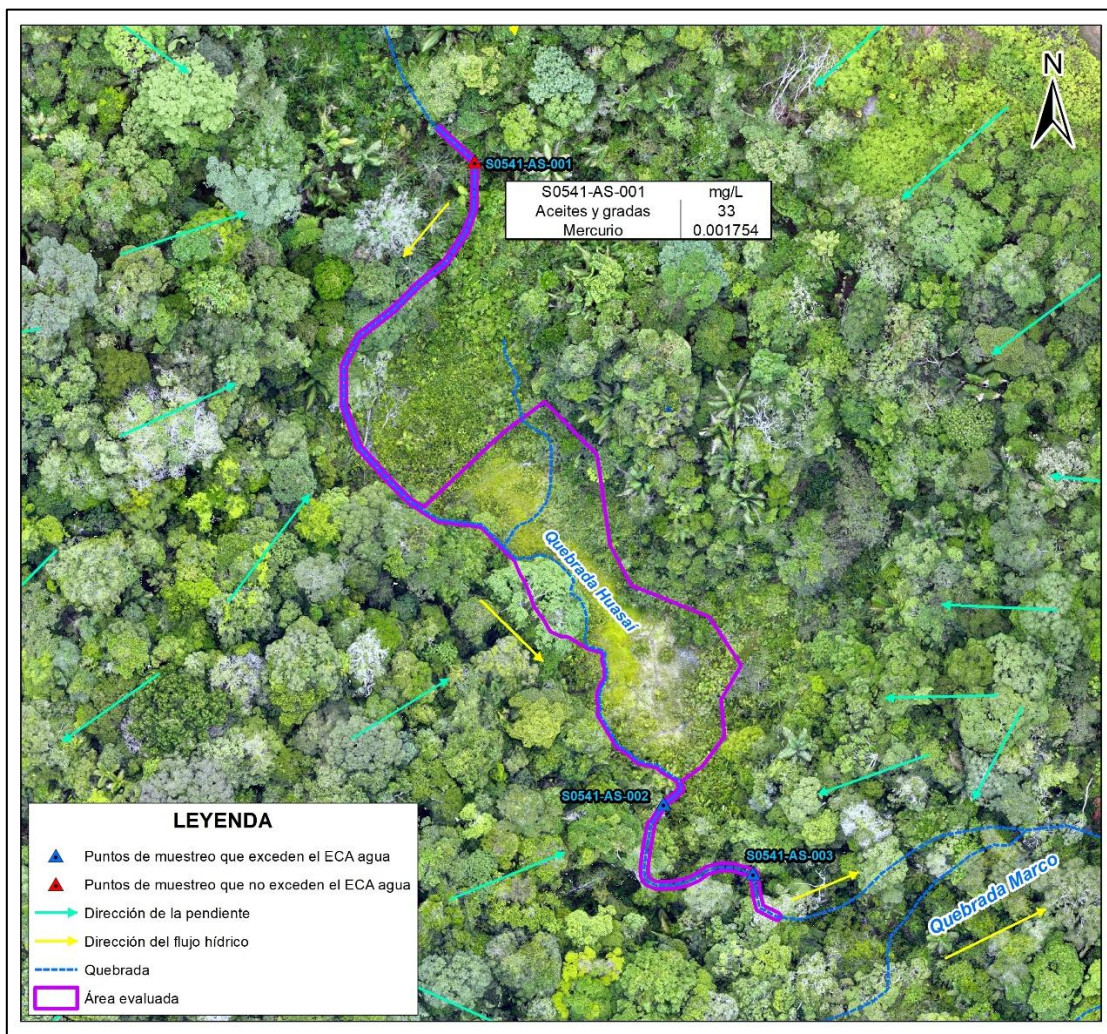 N
S0541-AS-001
S0541-AS-001 mg/L
Aceites y gradas 33
Mercurio 0.001754
Quebrada Huasaí
S0541-AS-002
S0541-AS-003
Quebrada Marco
LEYENDA
Puntos de muestreo que exceden el ECA agua
Puntos de muestreo que no exceden el ECA agua
Dirección de la pendiente
Dirección del flujo hídrico
Quebrada
Área evaluada